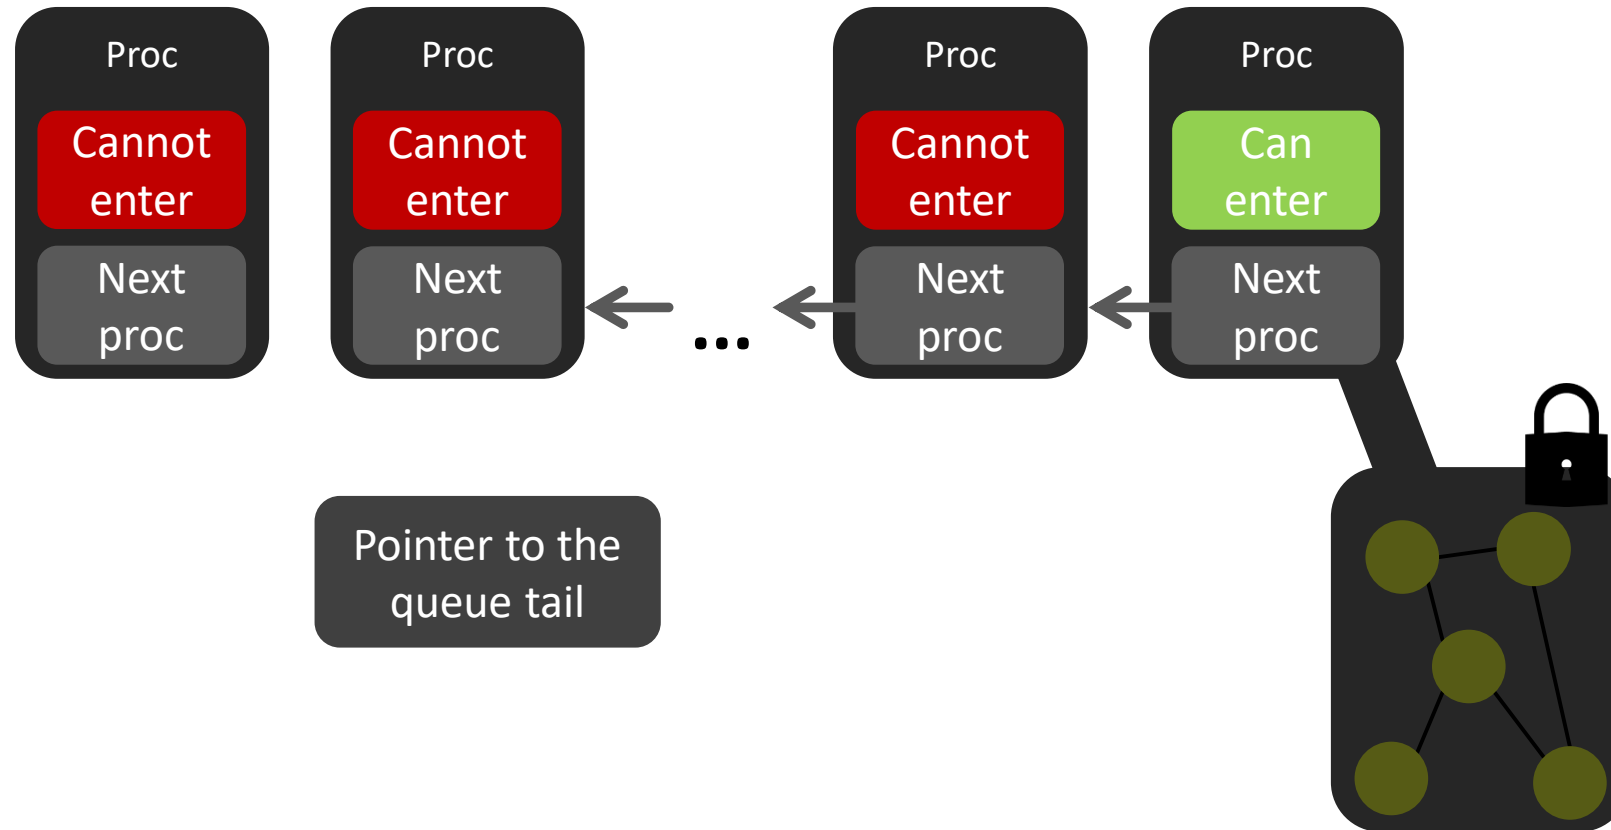 Proc
Cannot
enter
Next
proc
Proc
Cannot
enter
Next
proc
...
Proc
Cannot
enter
Next
proc
Proc
Can
enter
Next
proc
Pointer to the
queue tail